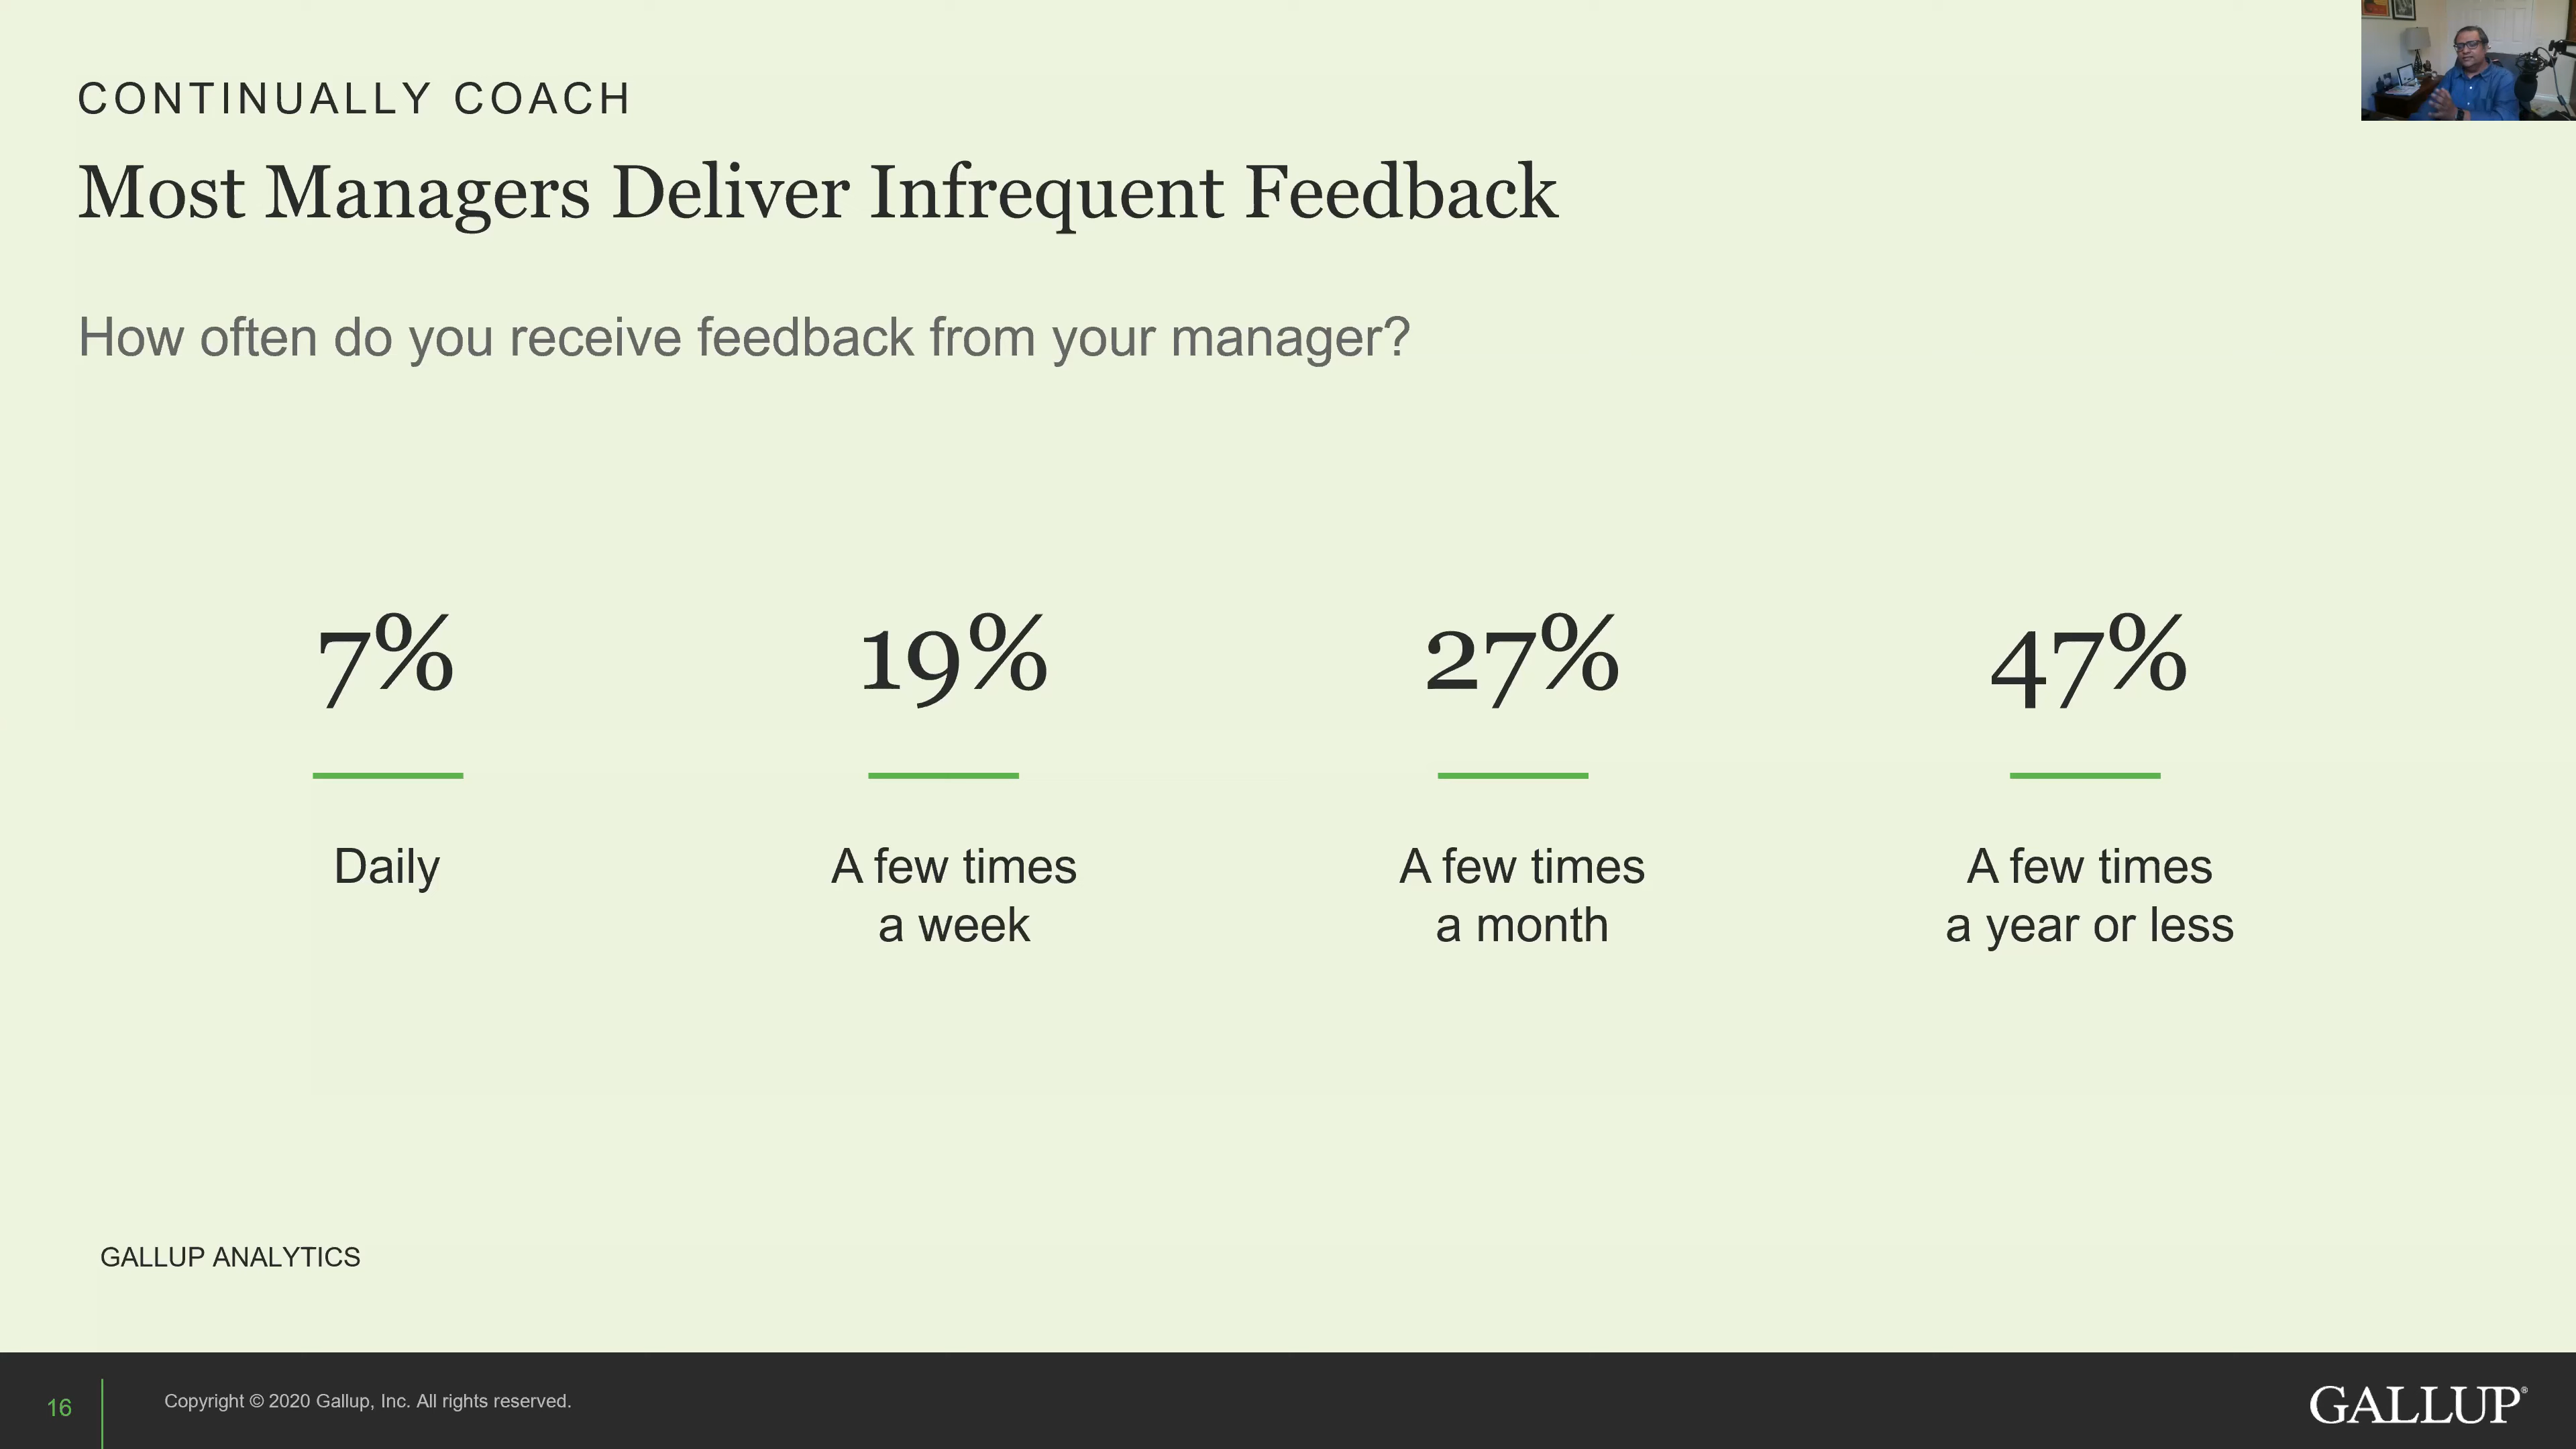 CONTINUALLY COACH
Most Managers Deliver Infrequent Feedback
How often do you receive feedback from your manager?
7%
Daily
19%
A few times
a week
27%
A few times
a month
47%
A few times
a year or less
GALLUP ANALYTICS
16
Copyright © 2020 Gallup, Inc. All rights reserved.
GALLUP®